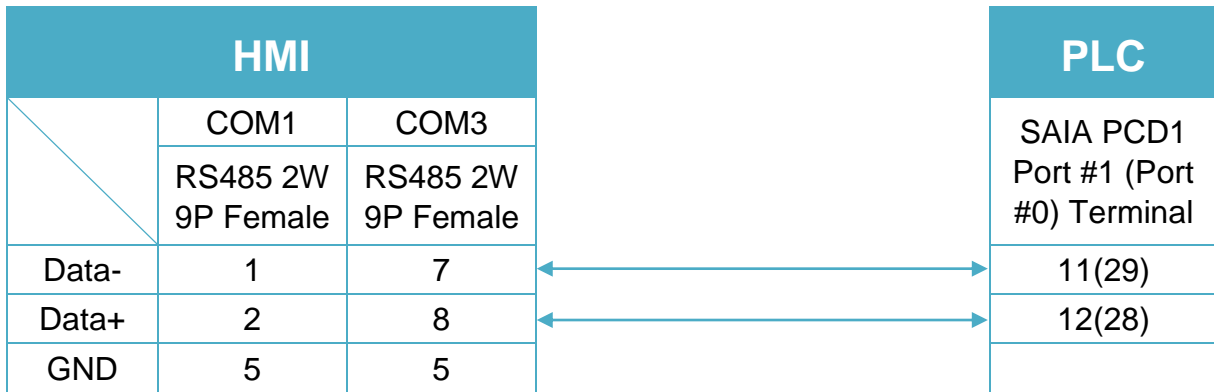 HMI
PLC
COM1
COM3
SAIA PCD1
Port #1 (Port
#0) Terminal
RS485 2W
9P Female
RS485 2W
9P Female
Data-
1
7
11(29)
Data+
2
8
12(28)
GND
5
5